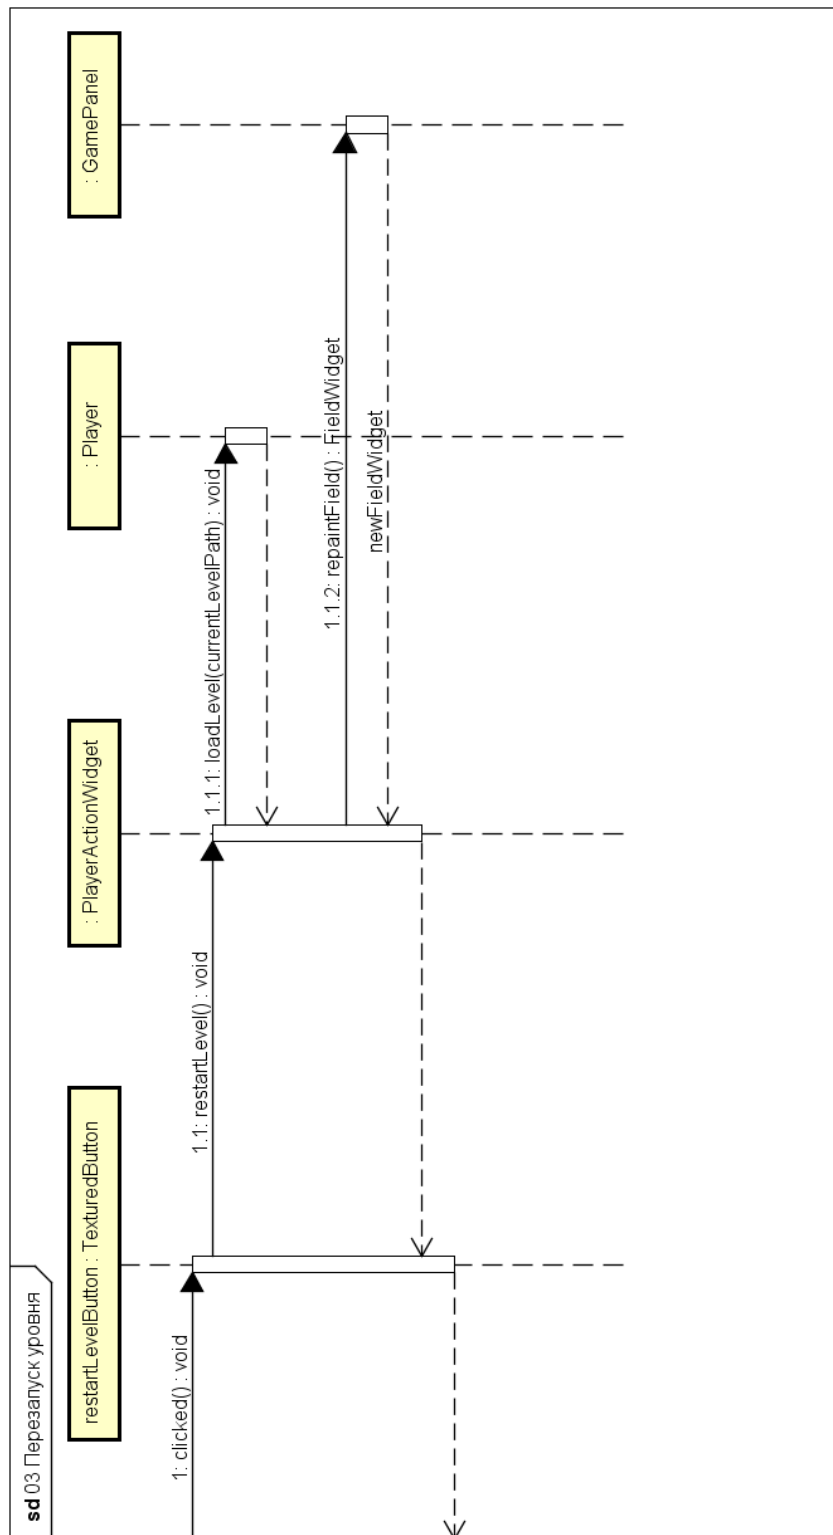 sd 03 Перезапуск уровня
restartLevelButton : TexturedButton
: PlayerActionWidget
: Player
: GamePanel
1: clicked() : void
1.1: restartLevel() : void
1.1.1: loadLevel(currentLevelPath) : void
1.1.2: repaintField() : FieldWidget
newFieldWidget